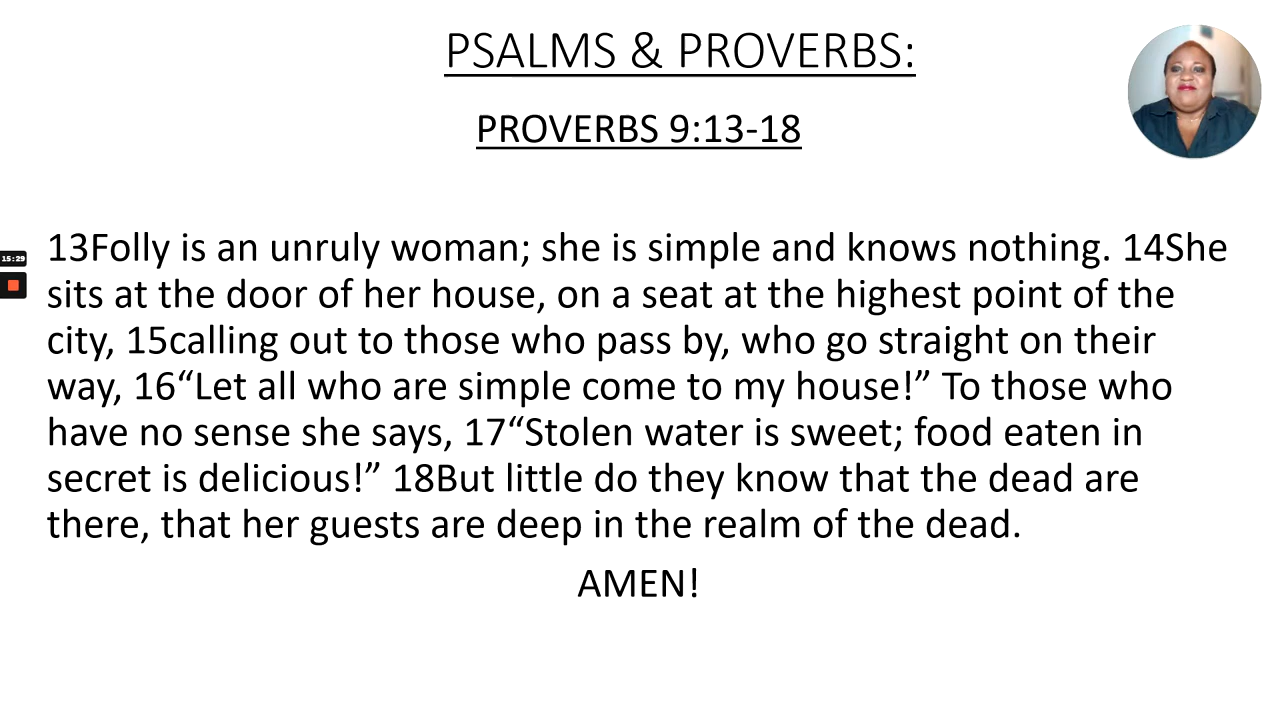 PSALMS & PROVERBS:
PROVERBS 9:13-18
15:29
13Folly is an unruly woman; she is simple and knows nothing. 14She
sits at the door of her house, on a seat at the highest point of the
city, 15calling out to those who pass by, who go straight on their
way, 16“Let all who are simple come to my house!” To those who
have no sense she says, 17“Stolen water is sweet; food eaten in
secret is delicious!” 18But little do they know that the dead are
there, that her guests are deep in the realm of the dead.
AMEN!